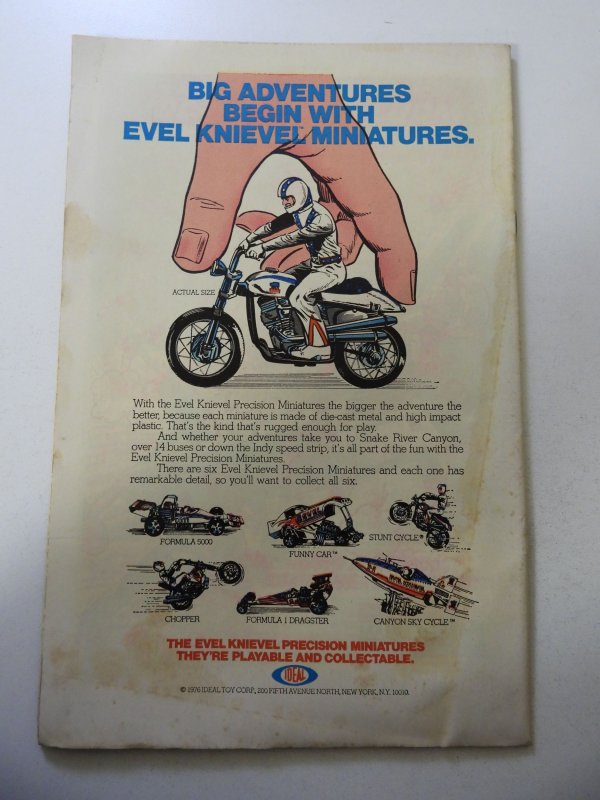 BIG ADVENTURES
BEGIN WITH
EVEL KNIEVEL™ MINIATURES.
ACTUAL SIZE
With the Evel Knievel Precision Miniatures the bigger the adventure the
better, because each miniature is made of die-cast metal and high impact
plastic. That's the kind that's rugged enough for play.
And whether your adventures take you to Snake River Canyon,
over 14 buses or down the Indy speed strip, it's all part of the fun with the
Evel Knievel Precision Miniatures.
There are six Evel Knievel Precision Miniatures and each one has
remarkable detail, so you'll want to collect all six.
FORMULA 5000
FUNNY CAR™
STUNT CYCLE®
CHOPPER
FORMULA 1 DRAGSTER
CANYON SKY CYCLE™
THE EVEL KNIEVEL PRECISION MINIATURES
THEY'RE PLAYABLE AND COLLECTABLE.
IDEAL
© 1976 IDEAL TOY CORP., 200 FIFTH AVENUE NORTH, NEW YORK, N.Y. 10010.